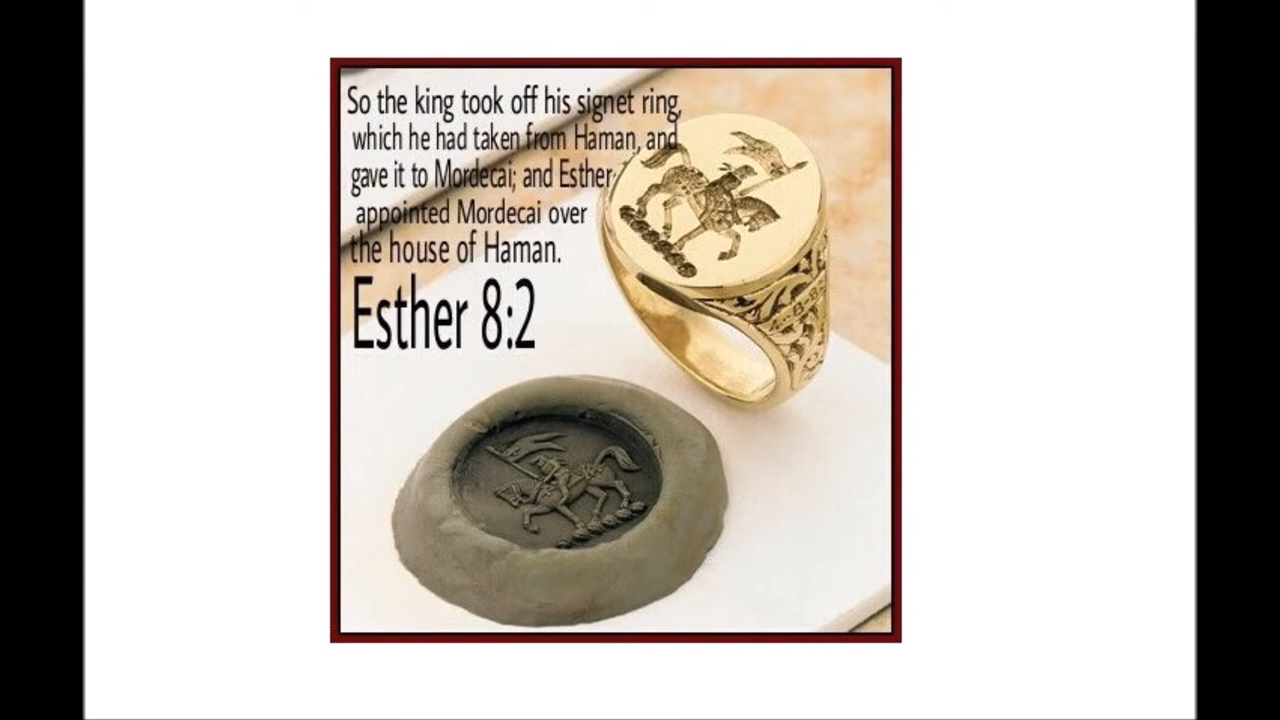 So the king took off his signet ring,
which he had taken from Haman, and
gave it to Mordecai; and Esther
appointed Mordecai over
the house of Haman.
Esther 8:2